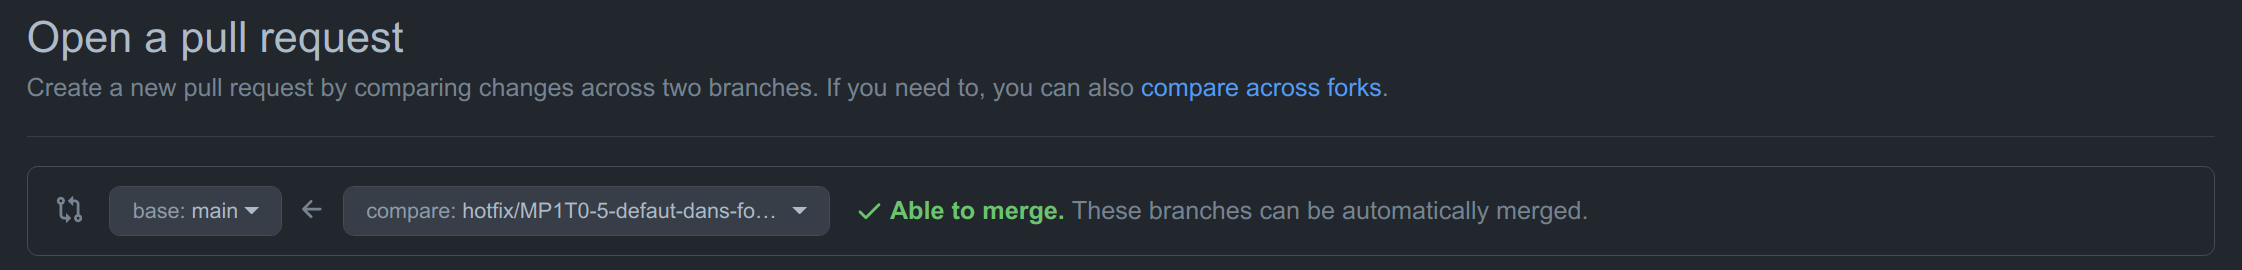 Open a pull request
Create a new pull request by comparing changes across two branches. If you need to, you can also compare across forks.
base: main compare: hotfix/MP1T0-5-defaut-dans-fo... Able to merge. These branches can be automatically merged.